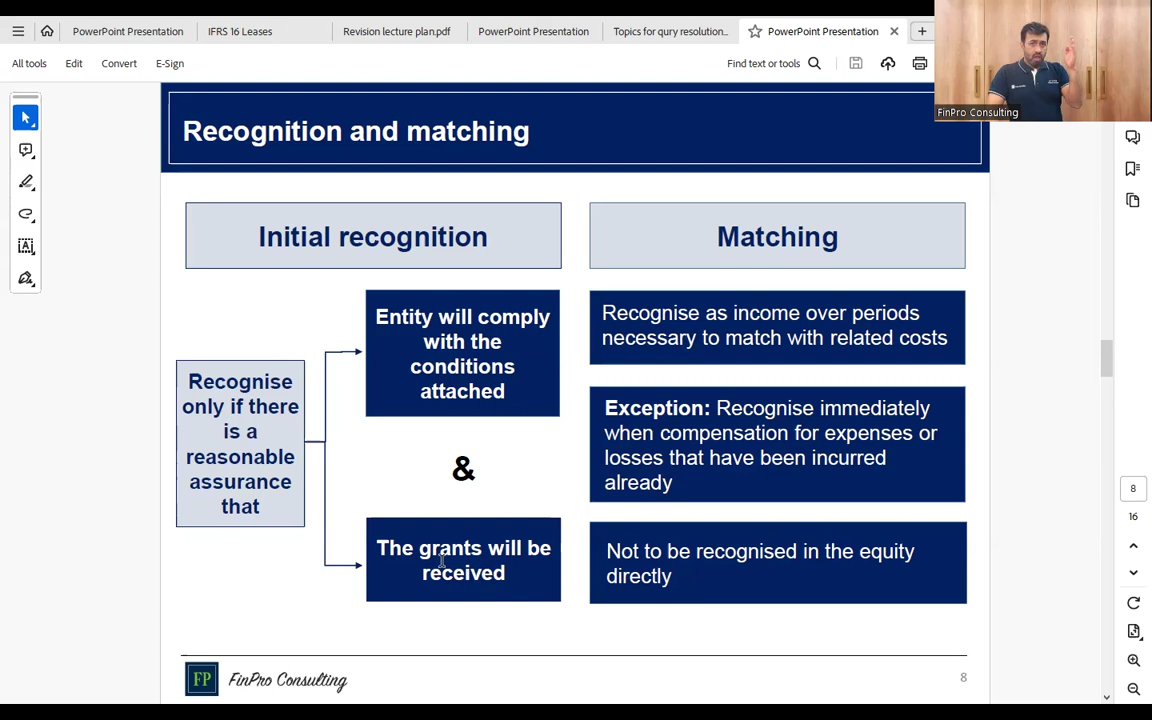 PowerPoint Presentation
IFRS 16 Leases
Revision lecture plan.pdf
PowerPoint Presentation
Topics for qury resolution...
PowerPoint Presentation
All tools
Edit
Convert
E-Sign
Find text or tools
FinPro Consulting
Recognition and matching
Initial recognition
Recognise
only if there
is a
reasonable
assurance
that
Entity will comply
with the
conditions
attached
&
The grants will be
received
Matching
Recognise as income over periods
necessary to match with related costs
Exception: Recognise immediately
when compensation for expenses or
losses that have been incurred
already
Not to be recognised in the equity
directly
FP
FinPro Consulting
8
8
16